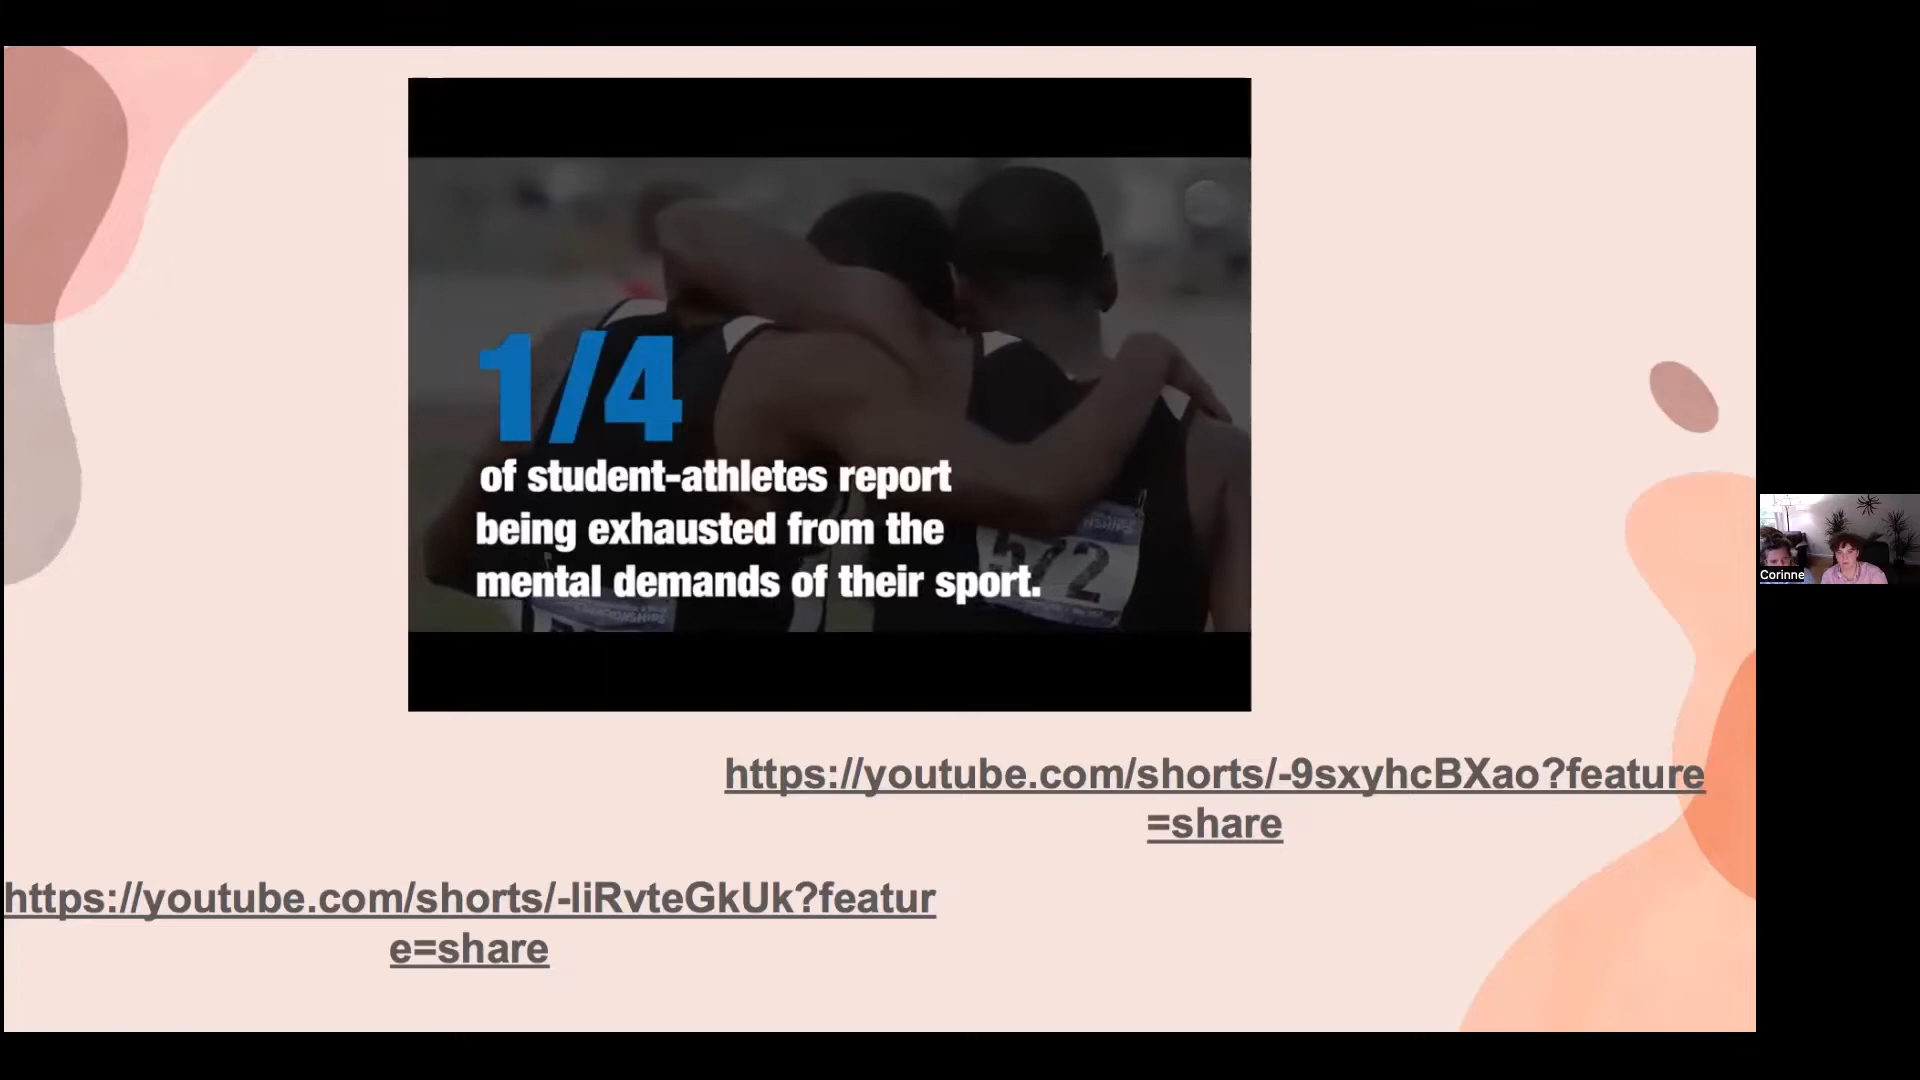 1/4
of student-athletes report
being exhausted from the
mental demands of their sport.
522
https://youtube.com/shorts/-9sxyhcBXao?feature
=share
https://youtube.com/shorts/-liRvteGkUk?featur
e=share
Corinne